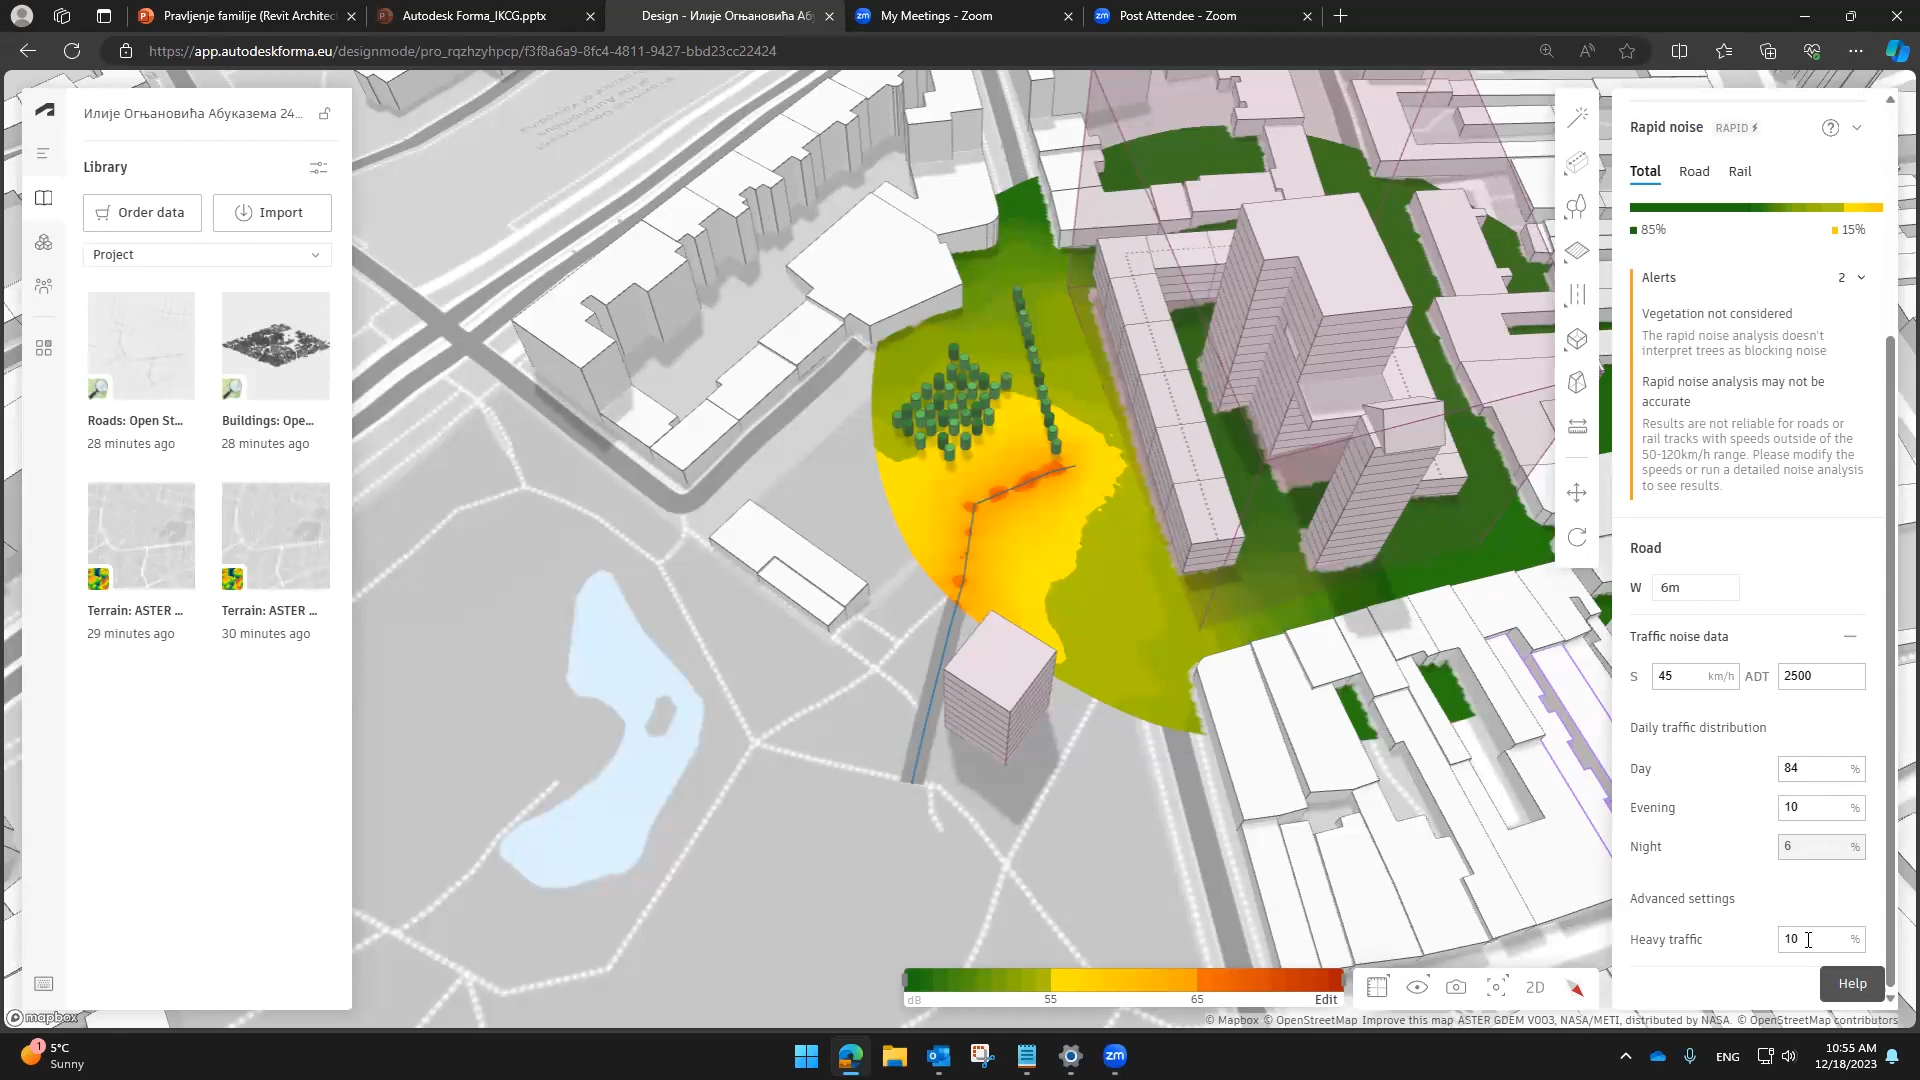 Pravljenje familije (Revit Architec
Autodesk Forma_IKCG.pptx
Design - Илије Огњановића Абу
My Meetings - Zoom
Post Attendee - Zoom
https://app.autodeskforma.eu/designmode/pro_rqzhzyhpcp/f3f8a6a9-8fc4-4811-9427-bbd23cc22424
Илије Огњановића Абуказема 24...
Library
Order data
Import
Project
Roads: Open St...
28 minutes ago
Buildings: Ope...
28 minutes ago
Terrain: ASTER ...
29 minutes ago
Terrain: ASTER ...
30 minutes ago
mapbox
Rapid noise
RAPID
Total
Road
Rail
85%
15%
Alerts
2
Vegetation not considered
The rapid noise analysis doesn't
interpret trees as blocking noise
Rapid noise analysis may not be
accurate
Results are not reliable for roads or
rail tracks with speeds outside of the
50-120km/h range. Please modify the
speeds or run a detailed noise analysis
to see results.
Road
W 6m
Traffic noise data
S 45 km/h ADT 2500
Daily traffic distribution
Day 84 %
Evening 10 %
Night 6 %
Advanced settings
Heavy traffic 10 %
Help
dB 55 65 Edit
2D
© Mapbox © OpenStreetMap Improve this map ASTER GDEM V003, NASA/METI, distributed by NASA. © OpenStreetMap contributors
1
5°C
Sunny
zm
ENG
10:55 AM
12/18/2023